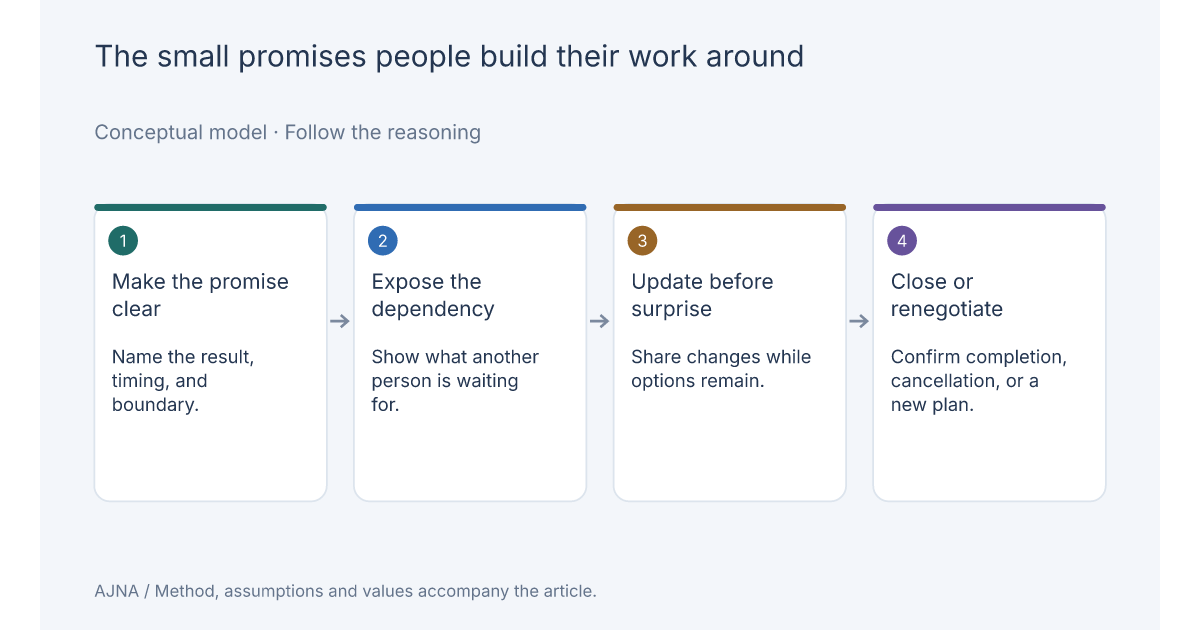 The small promises people build their work around
Conceptual model · Follow the reasoning
1
Make the promise
clear
Name the result,
timing, and
boundary.
2
Expose the
dependency
Show what another
person is waiting
for.
3
Update before
surprise
Share changes while
options remain.
4
Close or
renegotiate
Confirm completion,
cancellation, or a
new plan.
AJNA / Method, assumptions and values accompany the article.